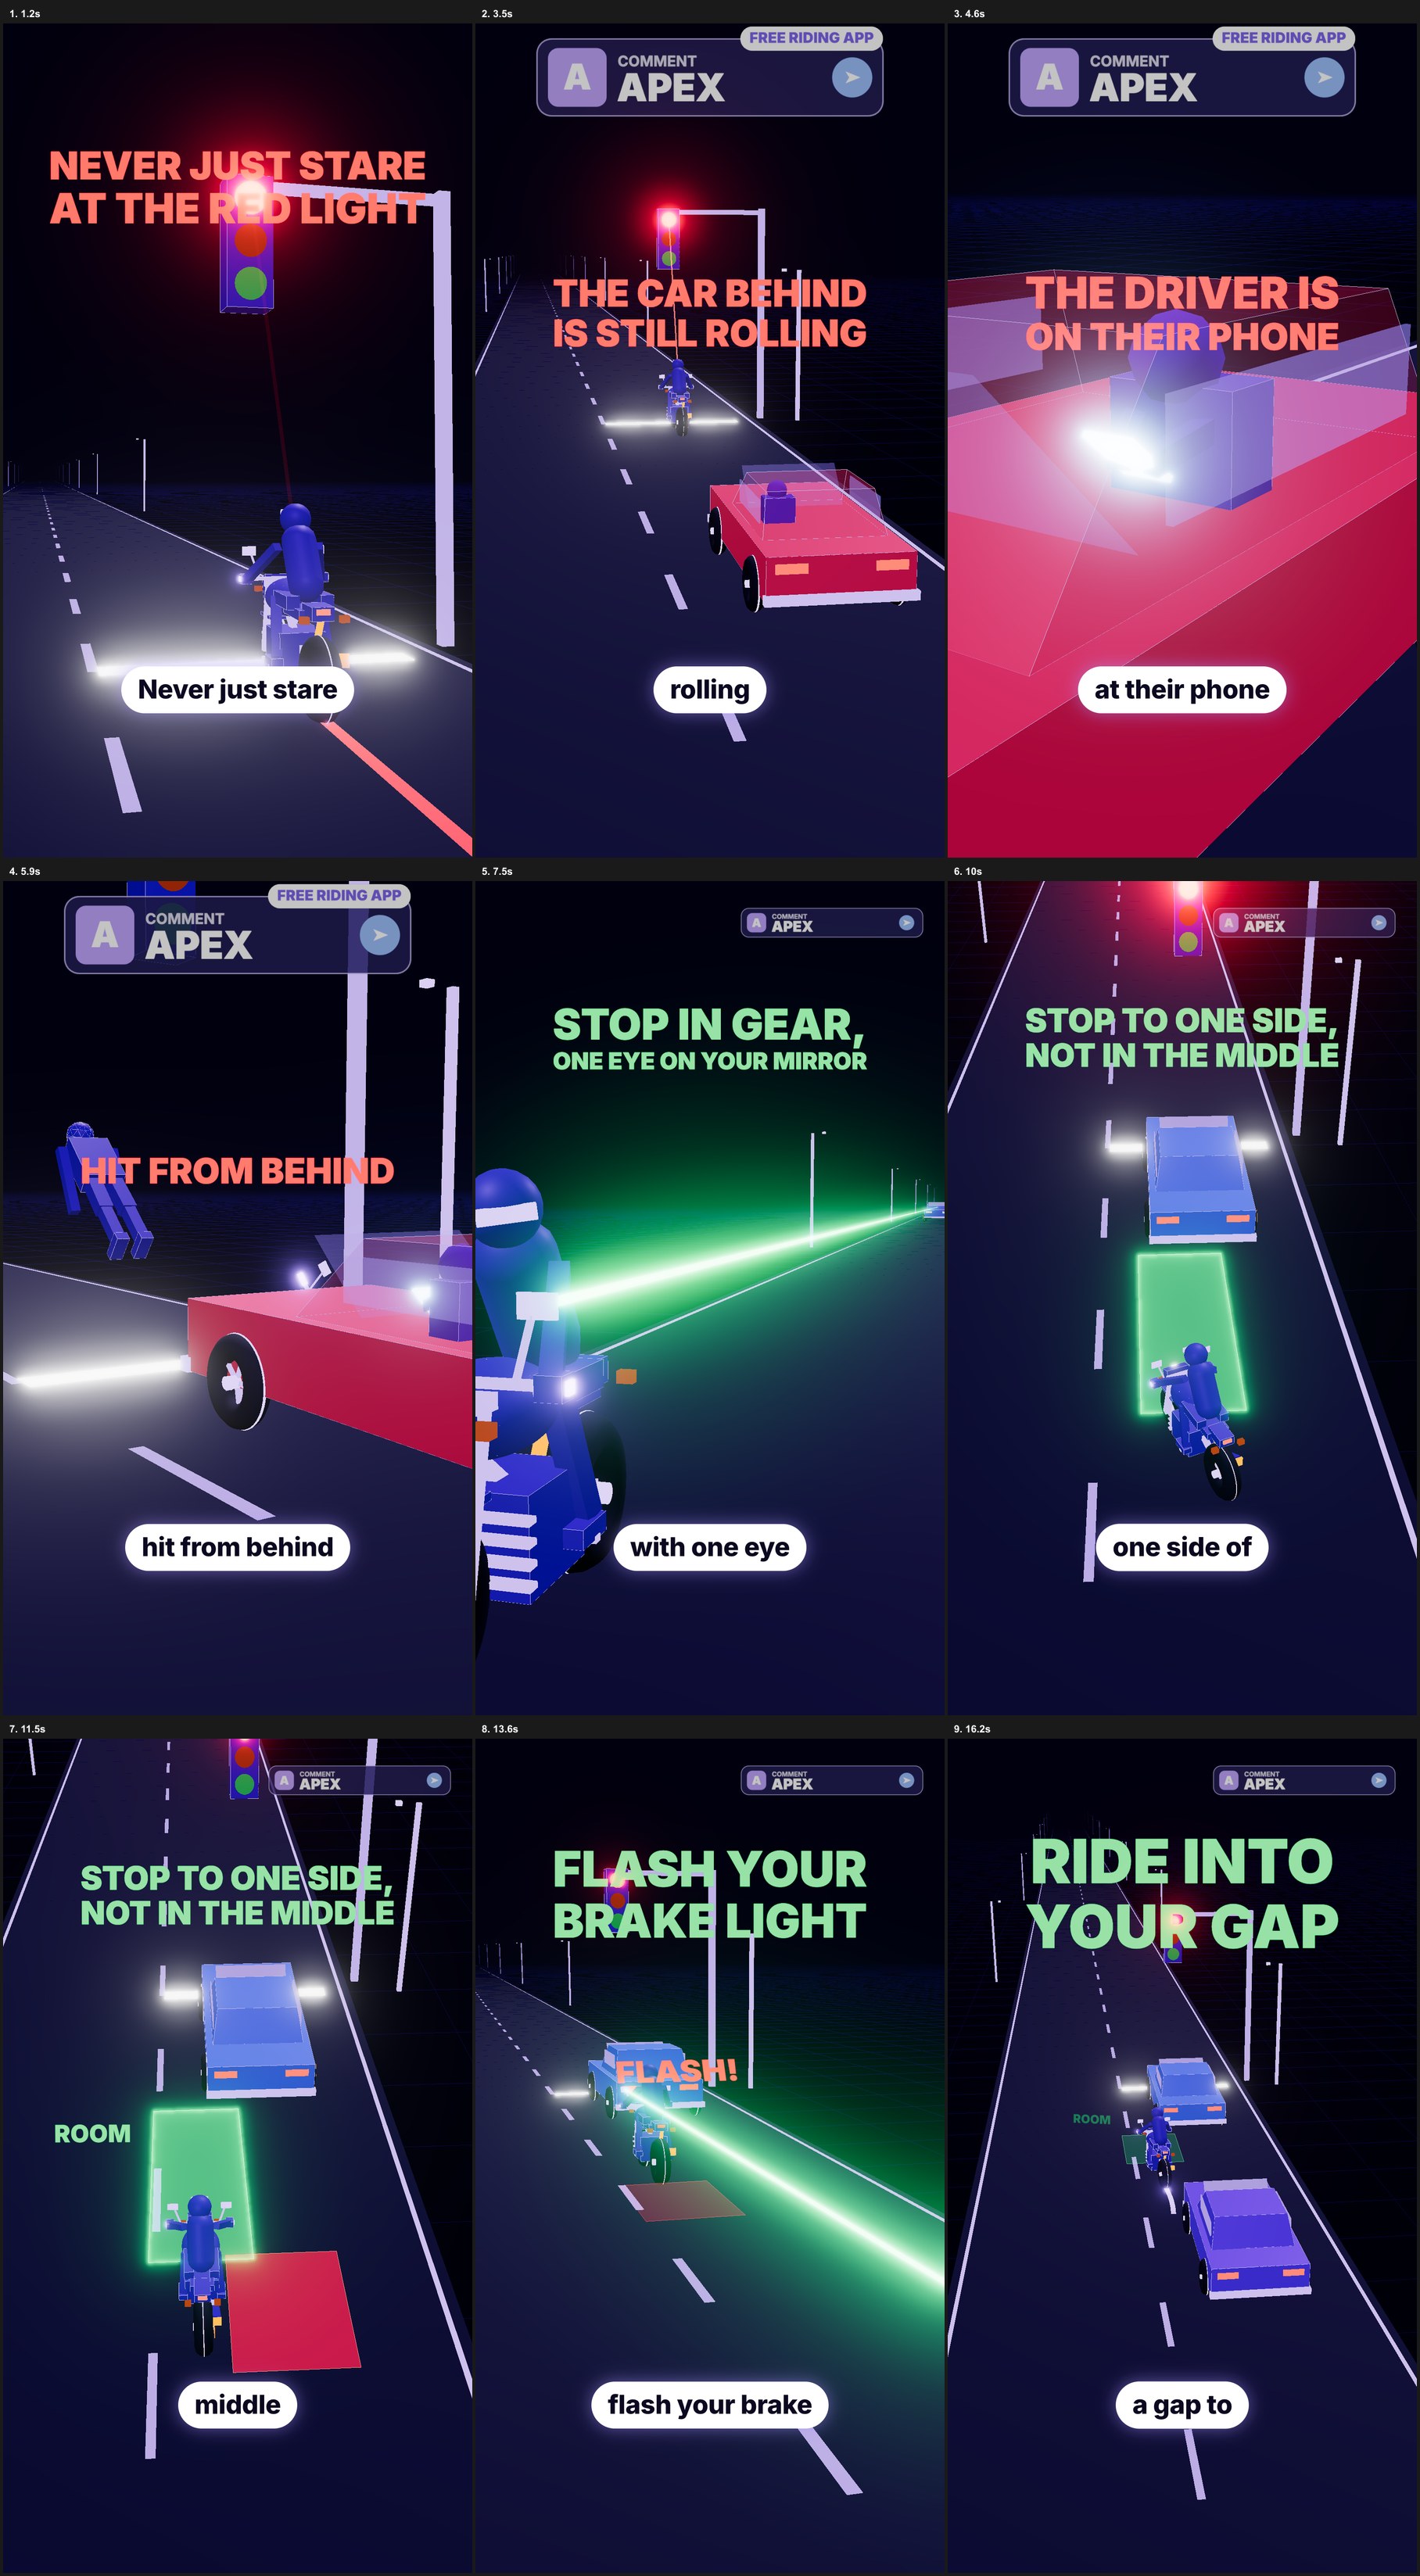 1. 1.2s
NEVER JUST STARE
AT THE RED LIGHT
Never just stare
2. 3.5s
FREE RIDING APP
A
COMMENT
APEX
THE CAR BEHIND
IS STILL ROLLING
rolling
3. 4.6s
FREE RIDING APP
A
COMMENT
APEX
THE DRIVER IS
ON THEIR PHONE
at their phone
4. 5.9s
FREE RIDING APP
A
COMMENT
APEX
HIT FROM BEHIND
hit from behind
5. 7.5s
A
COMMENT
APEX
STOP IN GEAR,
ONE EYE ON YOUR MIRROR
with one eye
6. 10s
A
COMMENT
APEX
STOP TO ONE SIDE,
NOT IN THE MIDDLE
one side of
7. 11.5s
A
COMMENT
APEX
STOP TO ONE SIDE,
NOT IN THE MIDDLE
ROOM
middle
8. 13.6s
A
COMMENT
APEX
FLASH YOUR
BRAKE LIGHT
FLASH!
flash your brake
9. 16.2s
A
COMMENT
APEX
RIDE INTO
YOUR GAP
ROOM
a gap to